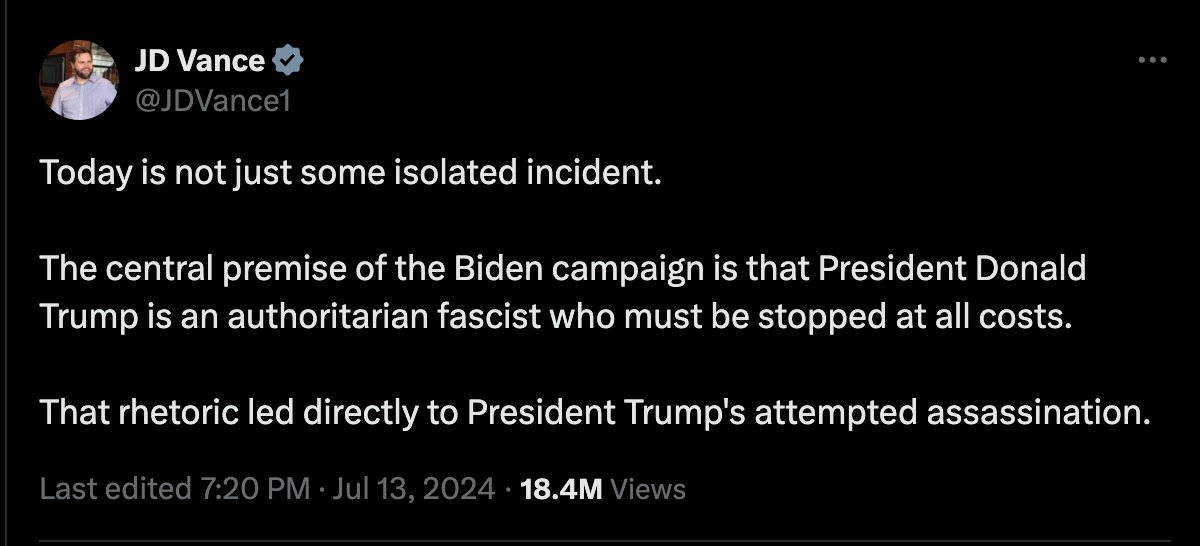 JD Vance
@JDVance1
Today is not just some isolated incident.
The central premise of the Biden campaign is that President Donald
Trump is an authoritarian fascist who must be stopped at all costs.
That rhetoric led directly to President Trump's attempted assassination.
Last edited 7:20 PM · Jul 13, 2024 · 18.4M Views